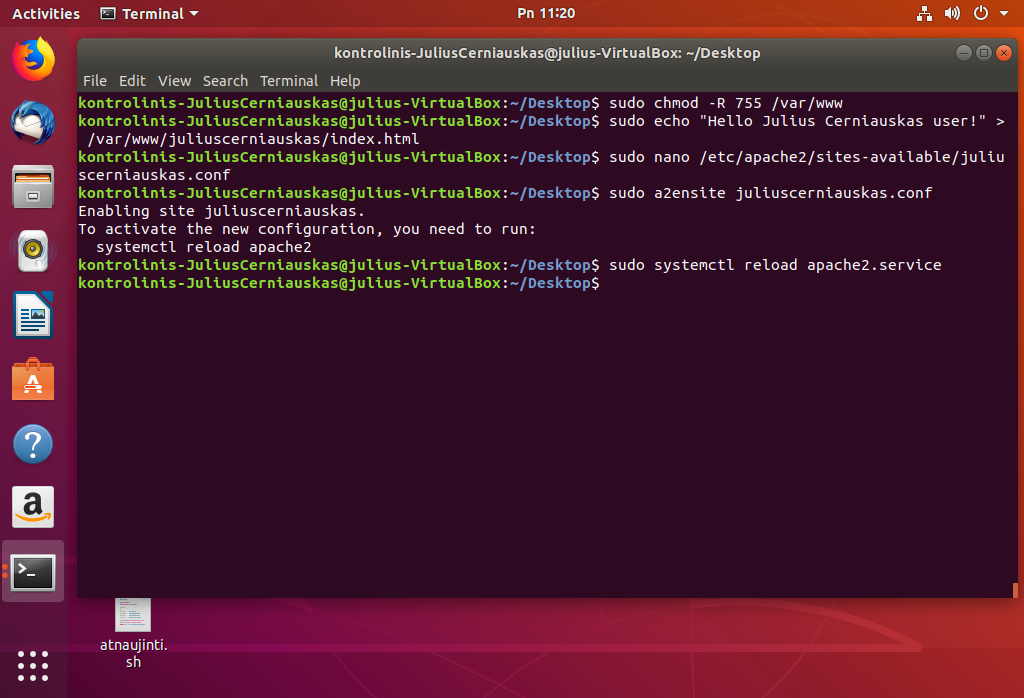 Activities Terminal Pn 11:20
kontrolinis-JuliusCerniauskas@julius-VirtualBox: ~/Desktop
File Edit View Search Terminal Help
kontrolinis-JuliusCerniauskas@julius-VirtualBox:~/Desktop$ sudo chmod -R 755 /var/www
kontrolinis-JuliusCerniauskas@julius-VirtualBox:~/Desktop$ sudo echo "Hello Julius Cerniauskas user!" >
/var/www/juliuscerniauskas/index.html
kontrolinis-JuliusCerniauskas@julius-VirtualBox:~/Desktop$ sudo nano /etc/apache2/sites-available/juliu
scerniauskas.conf
kontrolinis-JuliusCerniauskas@julius-VirtualBox:~/Desktop$ sudo a2ensite juliuscerniauskas.conf
Enabling site juliuscerniauskas.
To activate the new configuration, you need to run:
systemctl reload apache2
kontrolinis-JuliusCerniauskas@julius-VirtualBox:~/Desktop$ sudo systemctl reload apache2.service
kontrolinis-JuliusCerniauskas@julius-VirtualBox:~/Desktop$
atnaujinti.
sh